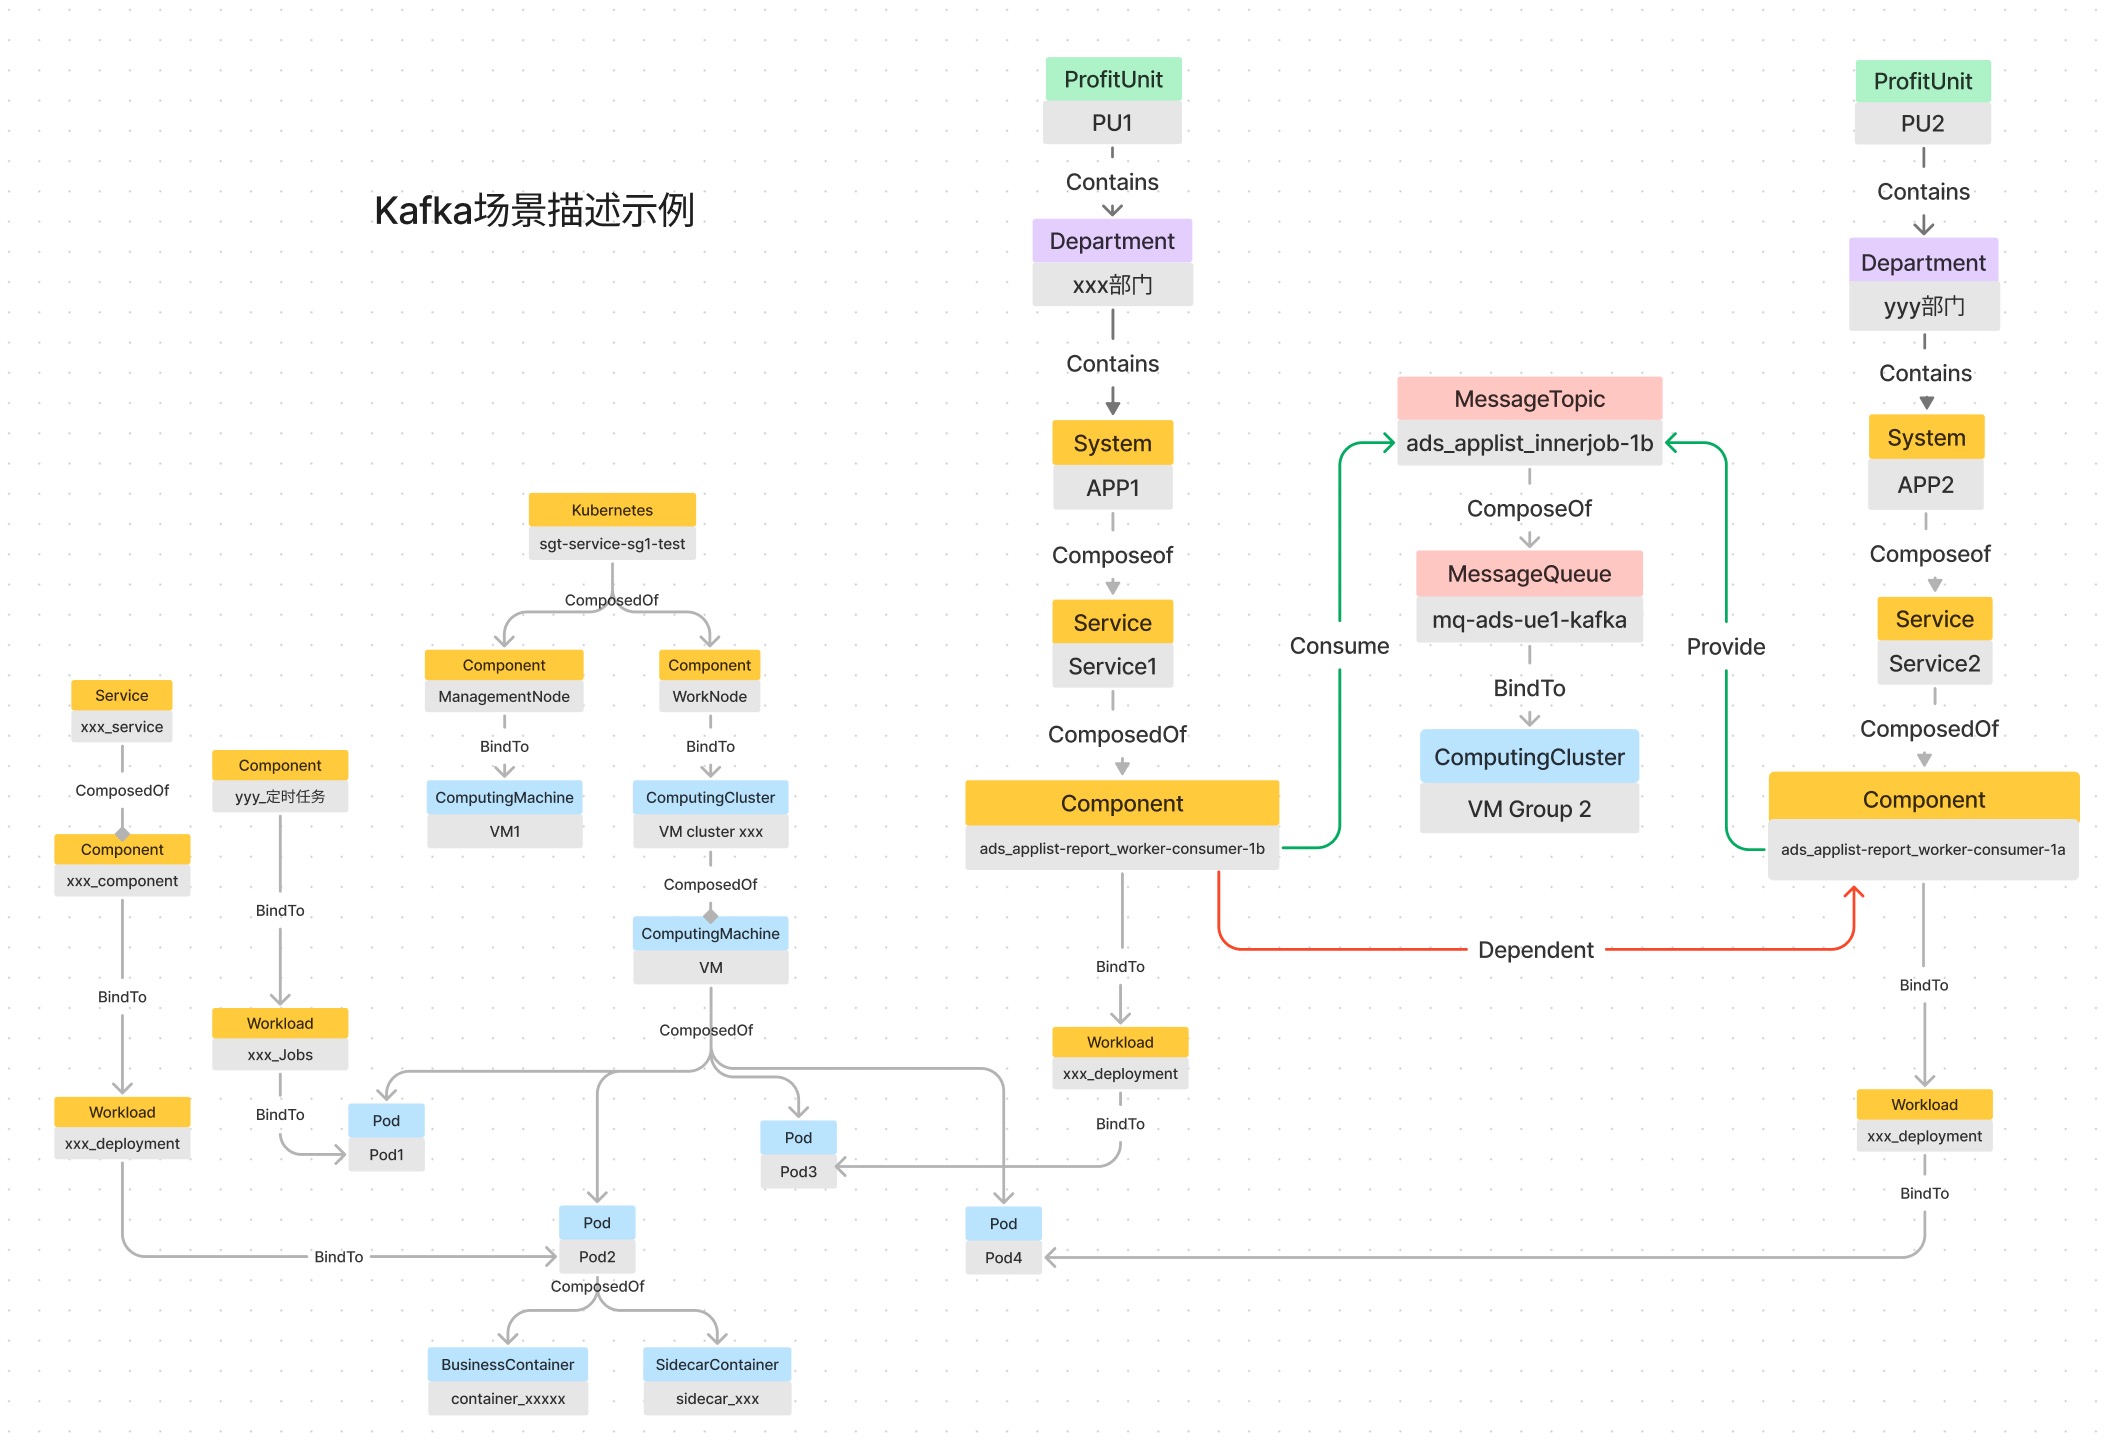 Kafka场景描述示例
ProfitUnit
PU1
Contains
Department
xxx部门
Contains
System
APP1
Composeof
Service
Service1
ComposedOf
Component
ads_applist-report_worker-consumer-1b
BindTo
Workload
xxx_deployment
BindTo
Consume
MessageTopic
ads_applist_innerjob-1b
ComposeOf
MessageQueue
mq-ads-ue1-kafka
BindTo
ComputingCluster
VM Group 2
Provide
Dependent
ProfitUnit
PU2
Contains
Department
yyy部门
Contains
System
APP2
Composeof
Service
Service2
ComposedOf
Component
ads_applist-report_worker-consumer-1a
BindTo
Workload
xxx_deployment
BindTo
Kubernetes
sgt-service-sg1-test
ComposedOf
Component
ManagementNode
BindTo
ComputingMachine
VM1
Component
WorkNode
BindTo
ComputingCluster
VM cluster xxx
ComposedOf
ComputingMachine
VM
ComposedOf
Service
xxx_service
ComposedOf
Component
xxx_component
BindTo
Workload
xxx_deployment
BindTo
Component
yyy_定时任务
BindTo
Workload
xxx_Jobs
BindTo
Pod
Pod1
Pod
Pod2
ComposedOf
BusinessContainer
container_xxxxx
SidecarContainer
sidecar_xxx
Pod
Pod3
Pod
Pod4